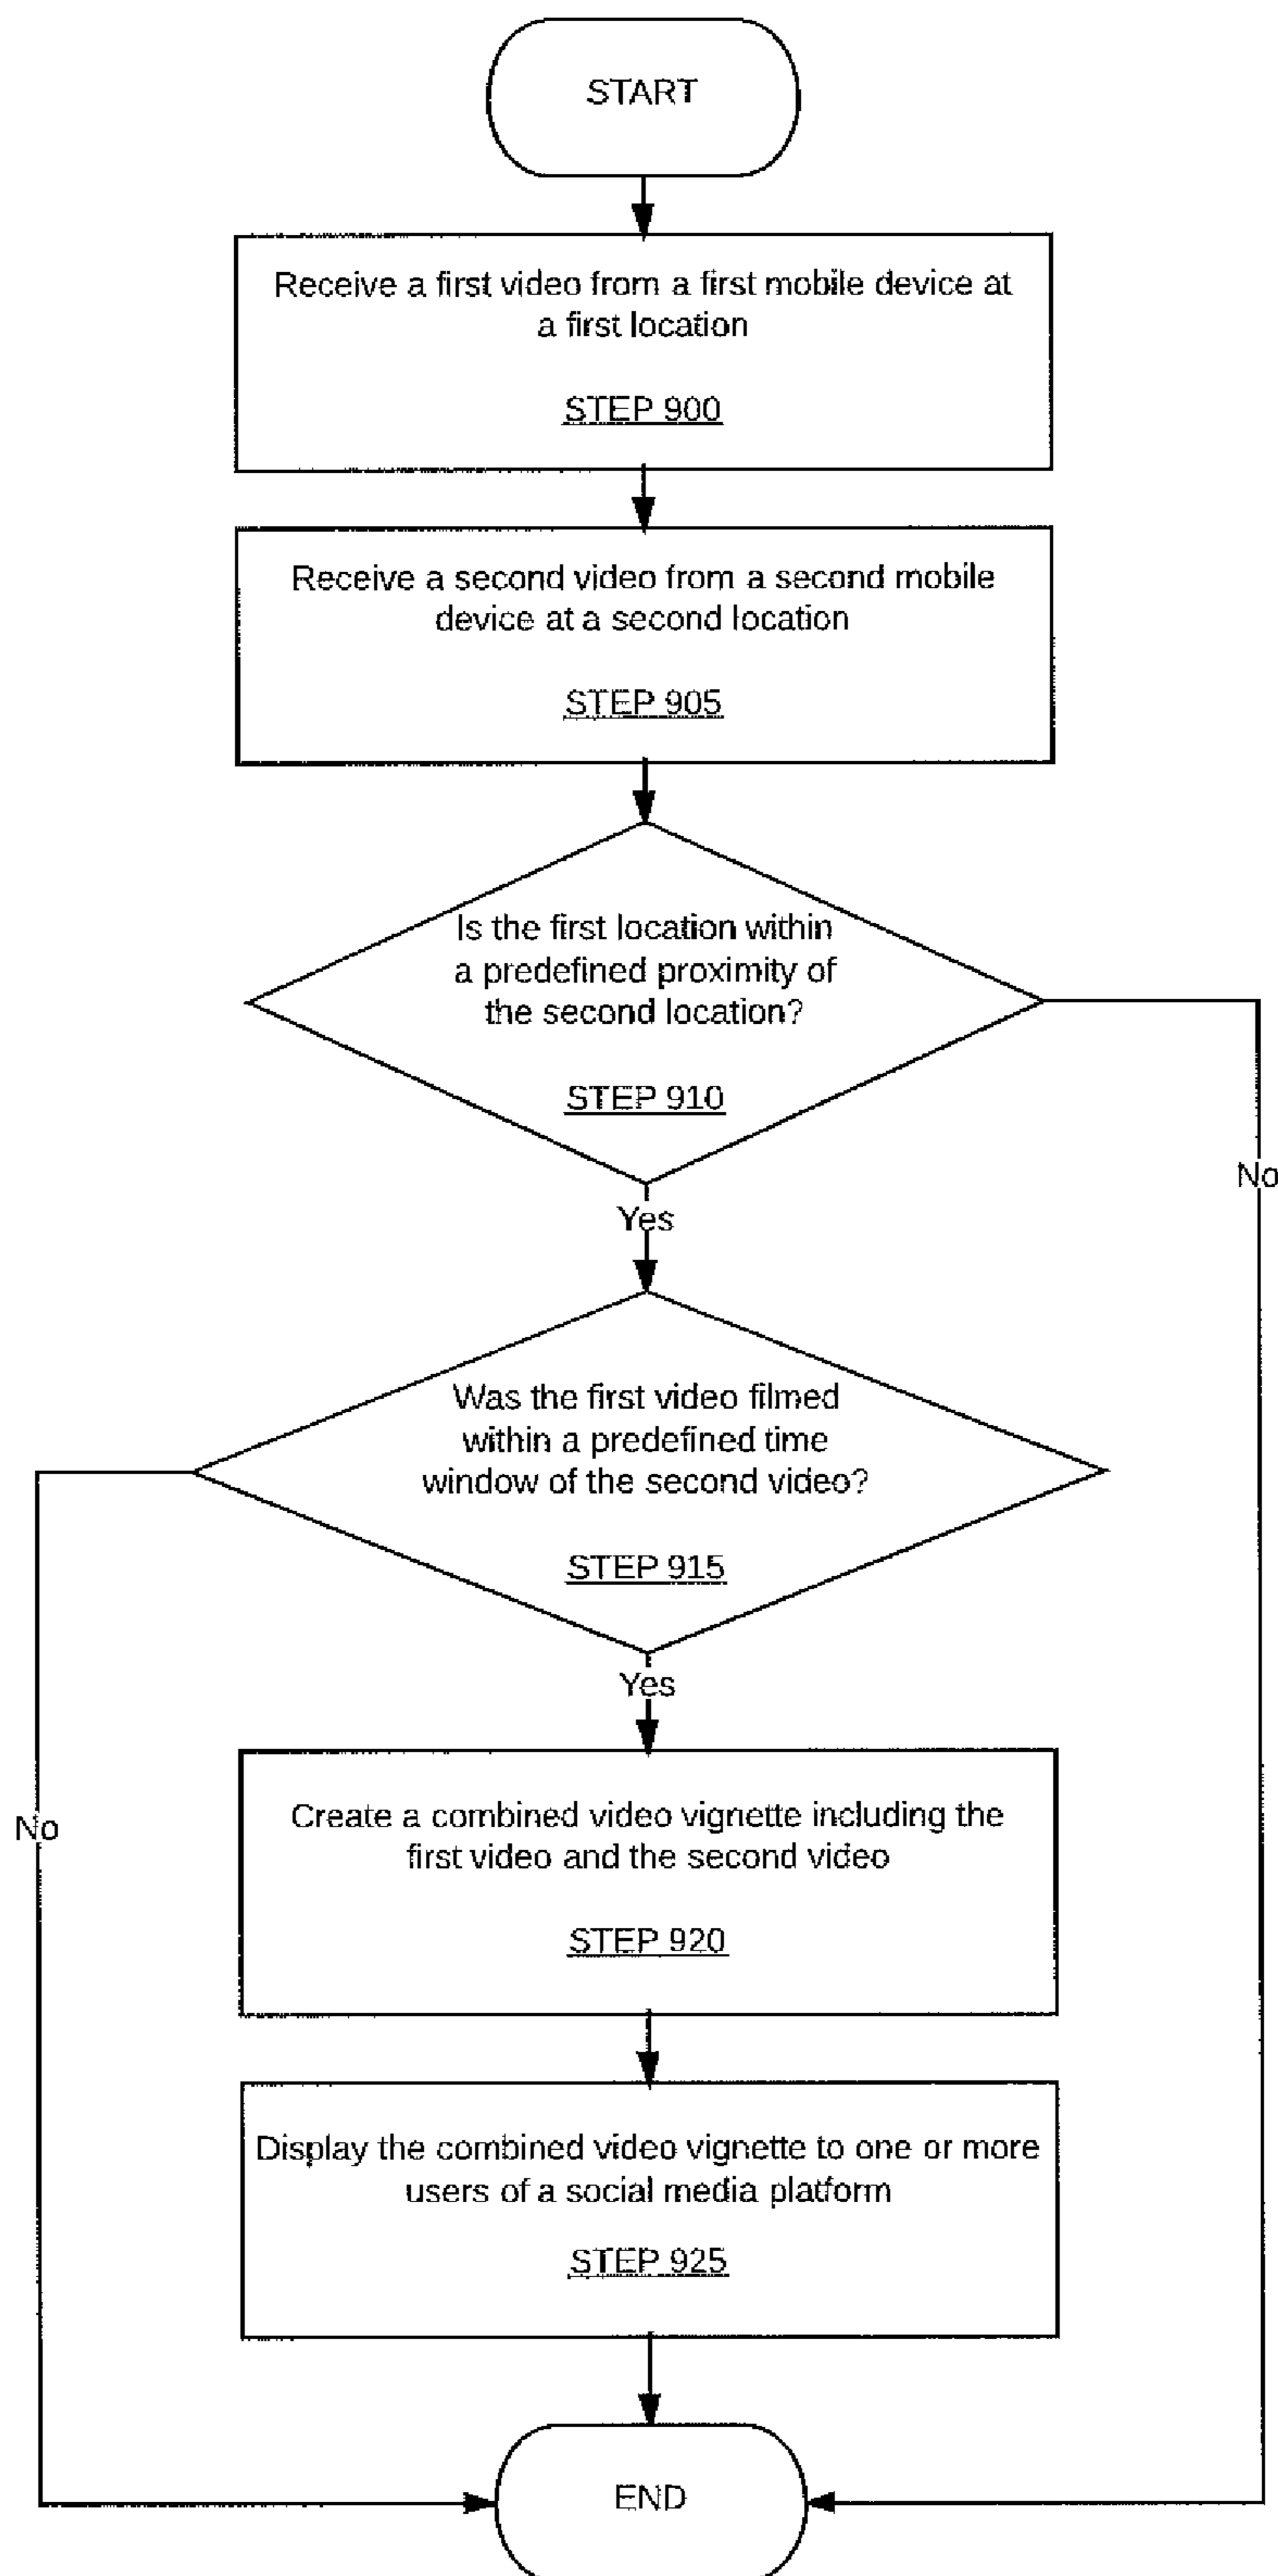 START
Receive a first video from a first mobile device at
a first location
STEP 900
Receive a second video from a second mobile
device at a second location
STEP 905
Is the first location within
a predefined proximity of
the second location?
STEP 910
No
Yes
Was the first video filmed
within a predefined time
window of the second video?
STEP 915
Yes
No
Create a combined video vignette including the
first video and the second video
STEP 920
Display the combined video vignette to one or more
users of a social media platform
STEP 925
END